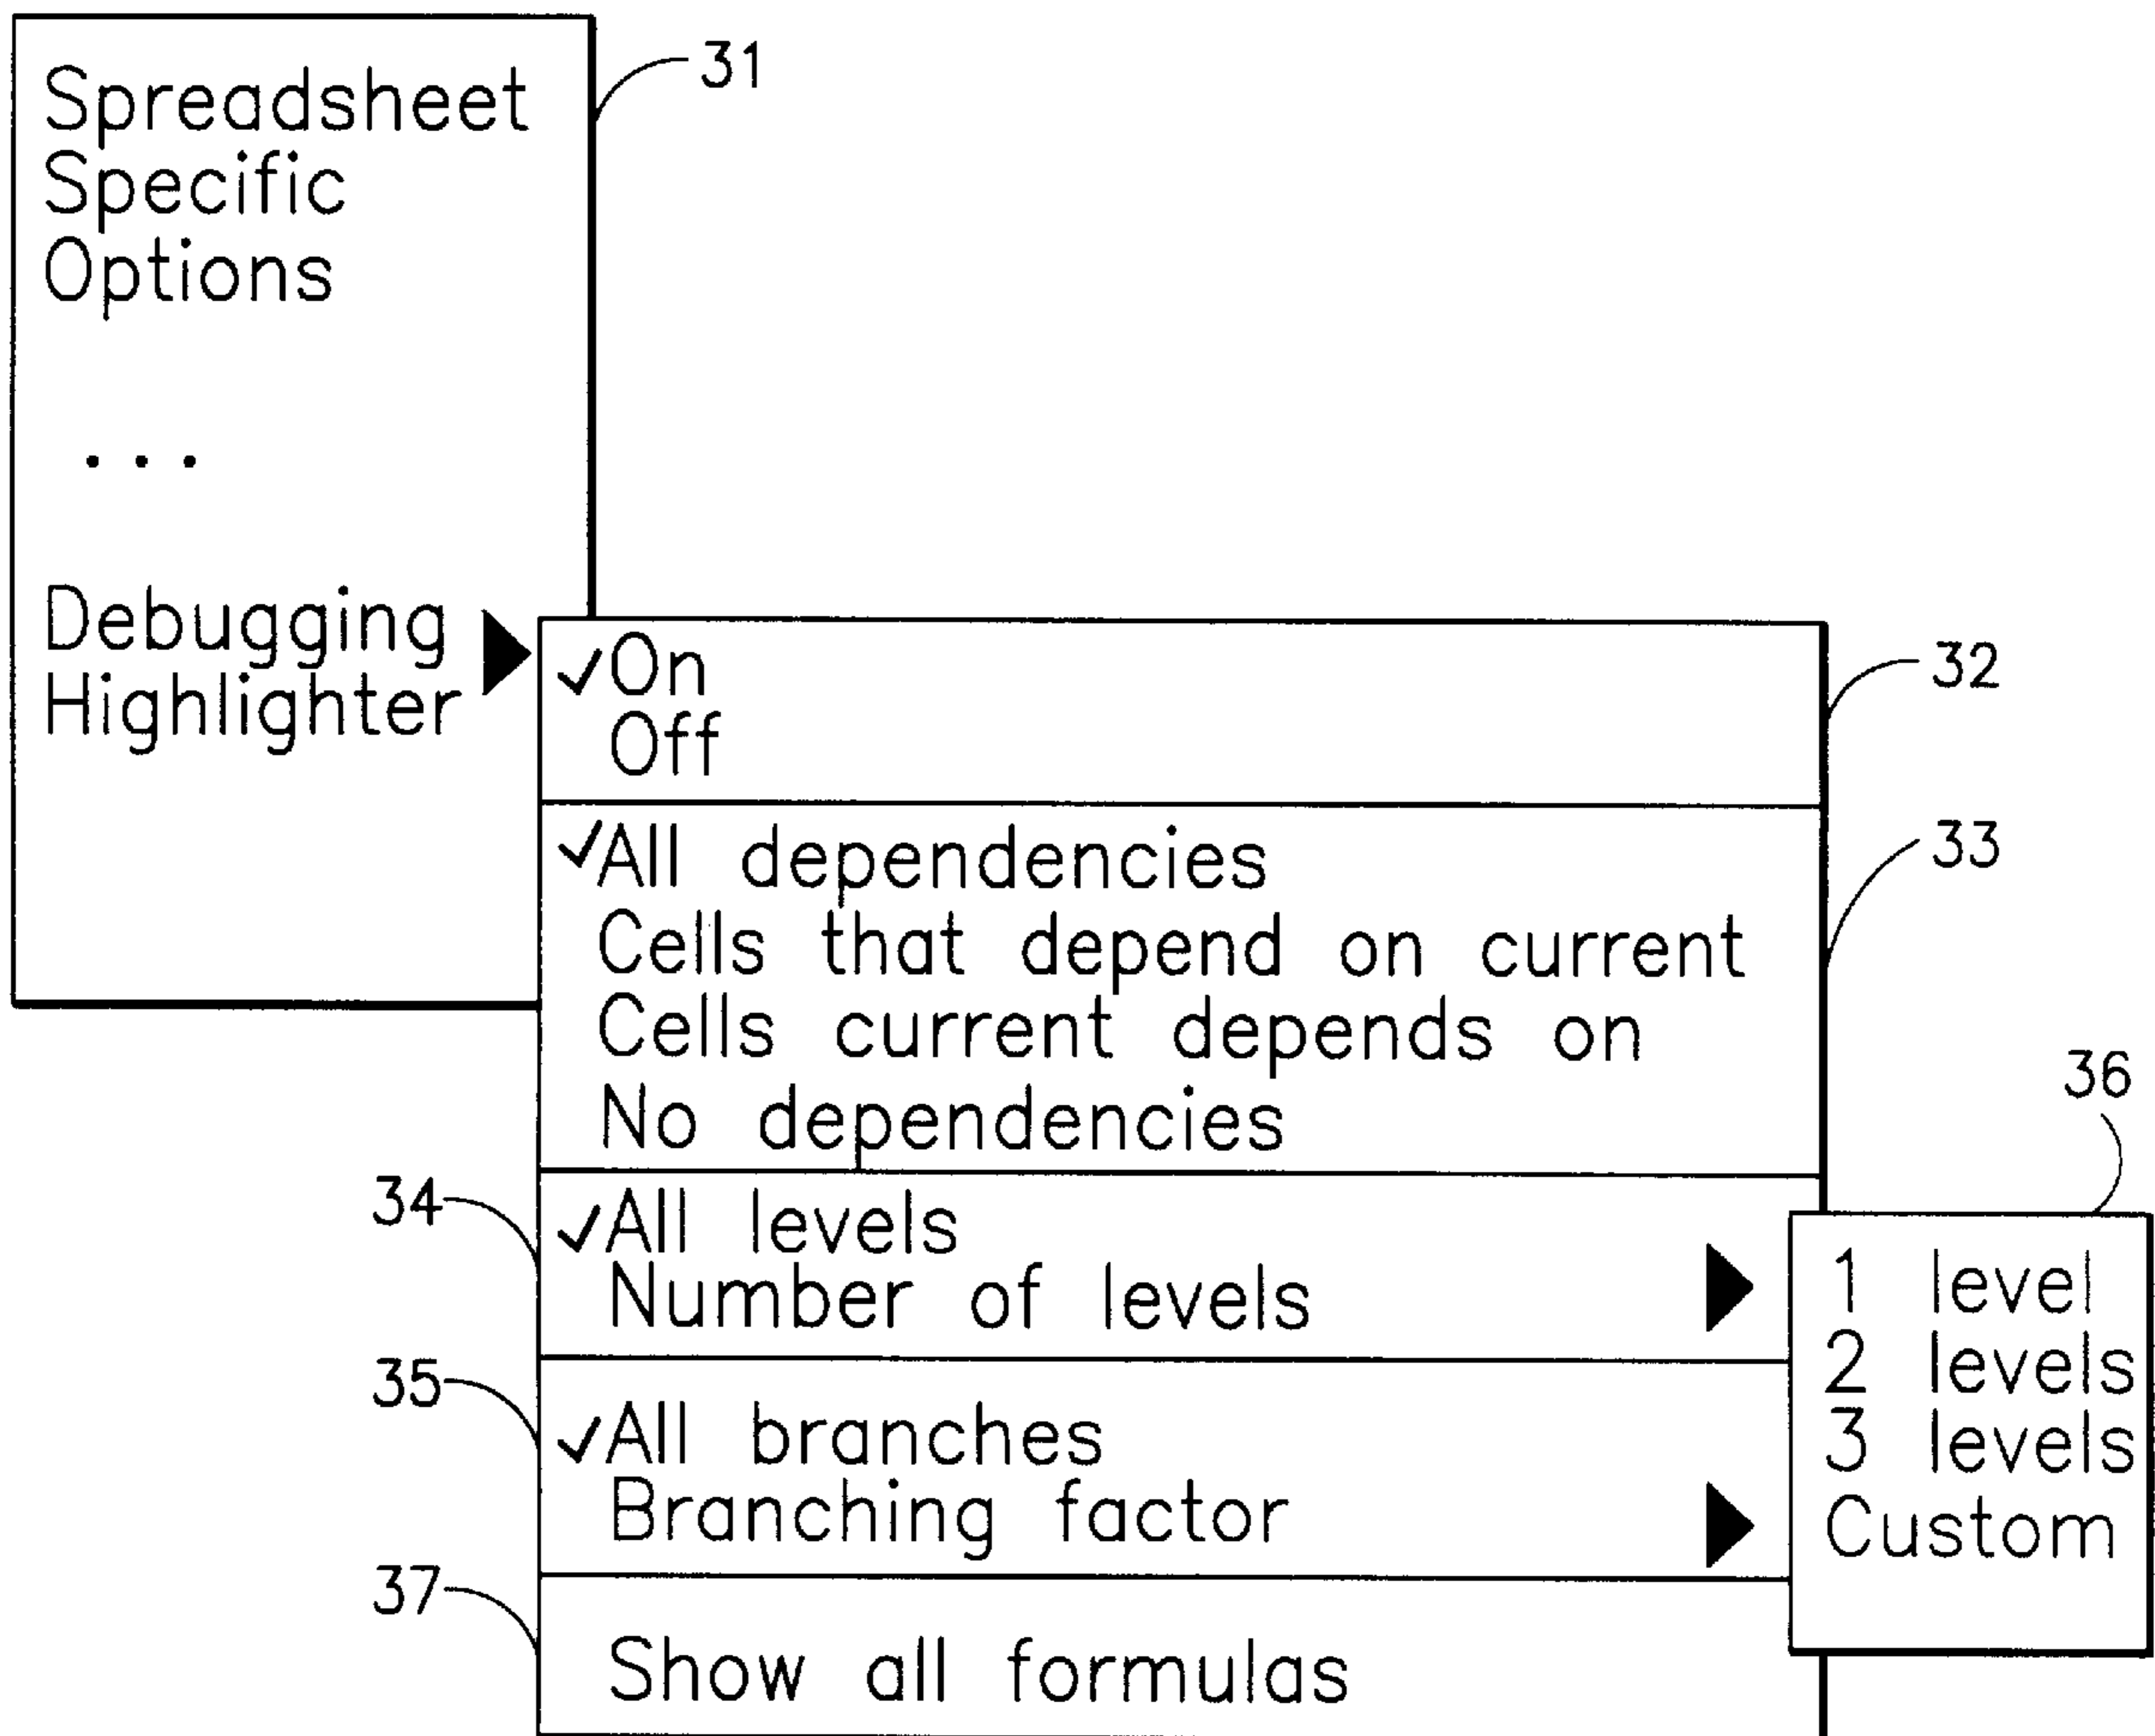 31
Spreadsheet
Specific
Options
...
Debugging
Highlighter
32
✓On
Off
33
✓All dependencies
Cells that depend on current
Cells current depends on
No dependencies
34
✓All levels
Number of levels
35
✓All branches
Branching factor
37
Show all formulas
36
1 level
2 levels
3 levels
Custom